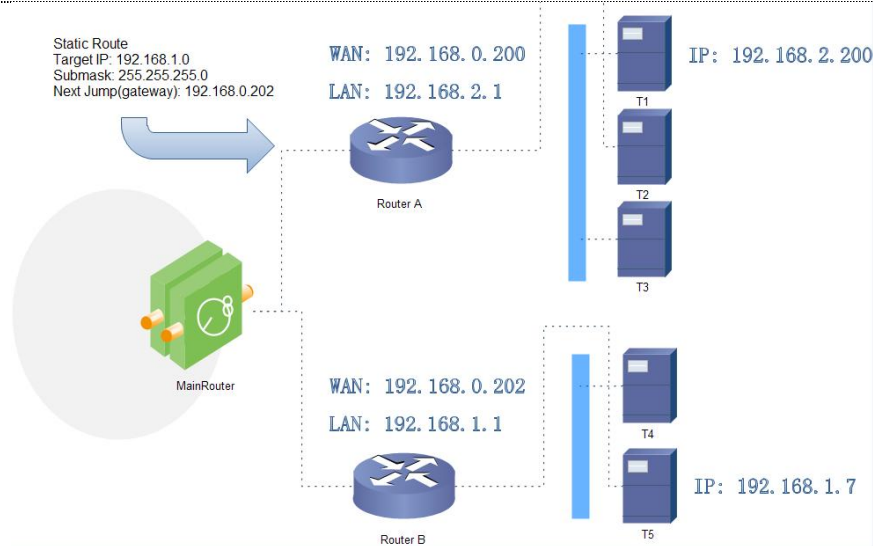 Static Route
Target IP: 192.168.1.0
Submask: 255.255.255.0
Next Jump(gateway): 192.168.0.202
WAN: 192.168.0.200
LAN: 192.168.2.1
Router A
T1
IP: 192.168.2.200
T2
T3
MainRouter
WAN: 192.168.0.202
LAN: 192.168.1.1
Router B
T4
T5
IP: 192.168.1.7